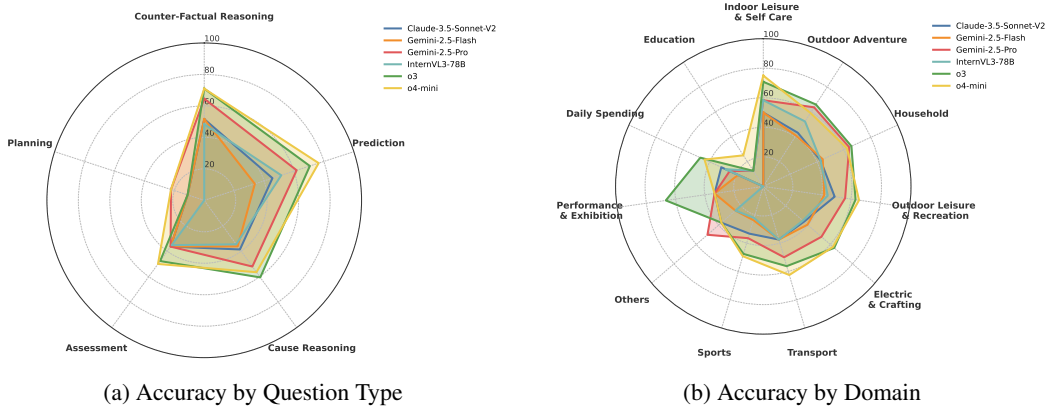 Counter-Factual Reasoning
100
80
60
40
20
Planning
Prediction
Assessment
Cause Reasoning
Claude-3.5-Sonnet-V2
Gemini-2.5-Flash
Gemini-2.5-Pro
InternVL3-78B
o3
o4-mini
(a) Accuracy by Question Type
Indoor Leisure
& Self Care
Education
Outdoor Adventure
100
80
60
40
20
Daily Spending
Household
Performance
& Exhibition
Outdoor Leisure
& Recreation
Others
Electric
& Crafting
Sports
Transport
Claude-3.5-Sonnet-V2
Gemini-2.5-Flash
Gemini-2.5-Pro
InternVL3-78B
o3
o4-mini
(b) Accuracy by Domain